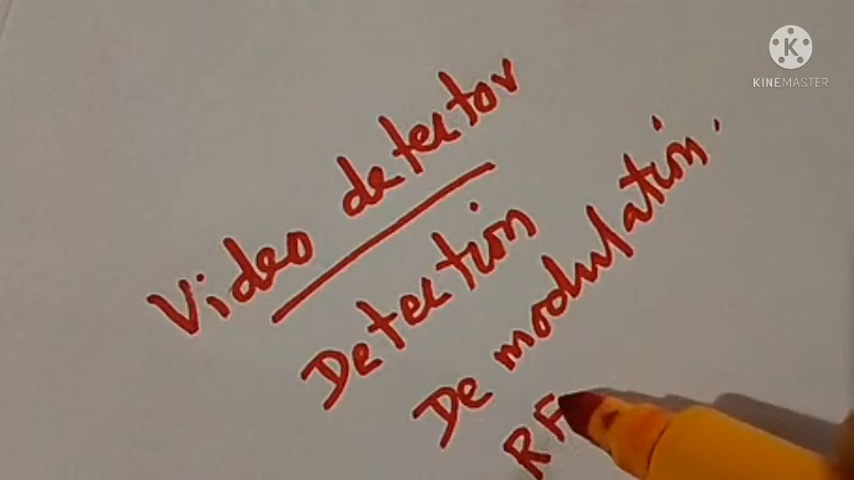 K
KINEMASTER
Video detector
Detection
De modulation.
RF